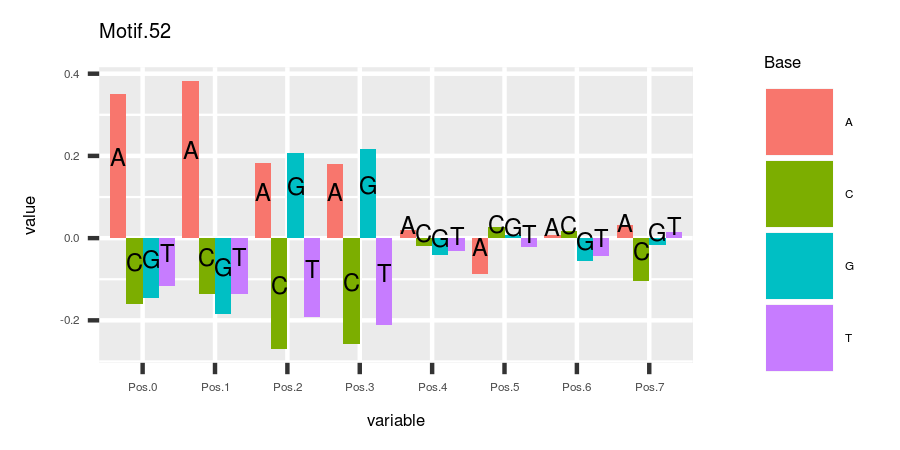 Motif.52
Base
0.4
0.2
0.0
-0.2
value
A C G T
A C G T
A C G T
A C G T
A C G T
A C G T
A C G T
A C G T
Pos.0 Pos.1 Pos.2 Pos.3 Pos.4 Pos.5 Pos.6 Pos.7
variable
A
C
G
T